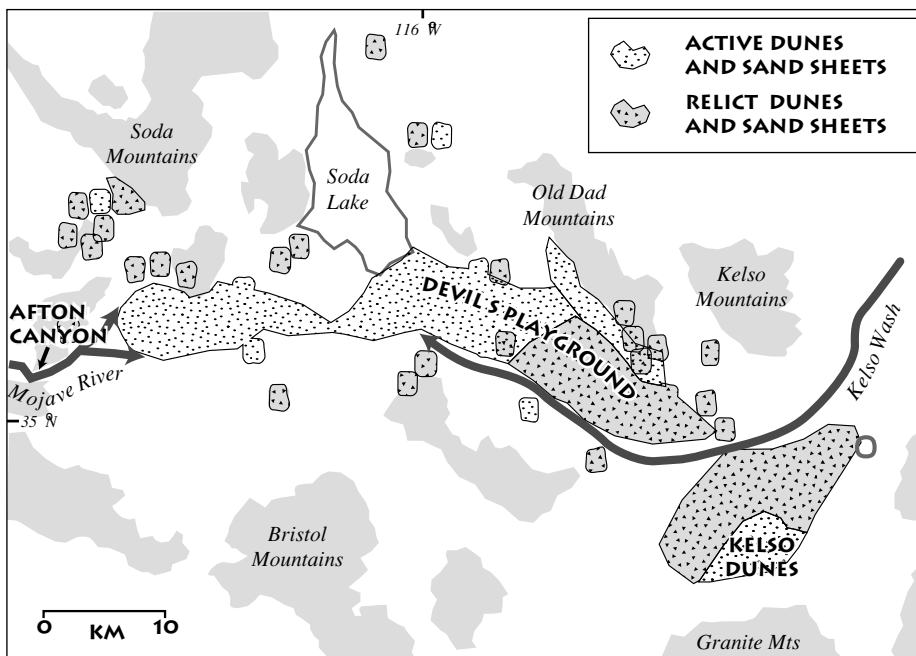 116 °W
ACTIVE DUNES
AND SAND SHEETS
RELICT DUNES
AND SAND SHEETS
Soda
Mountains
Soda
Lake
Old Dad
Mountains
Kelso
Mountains
DEVIL'S PLAYGROUND
AFTON
CANYON
Mojave River
Kelso Wash
35 °N
Bristol
Mountains
KELSO
DUNES
0 KM 10
Granite Mts